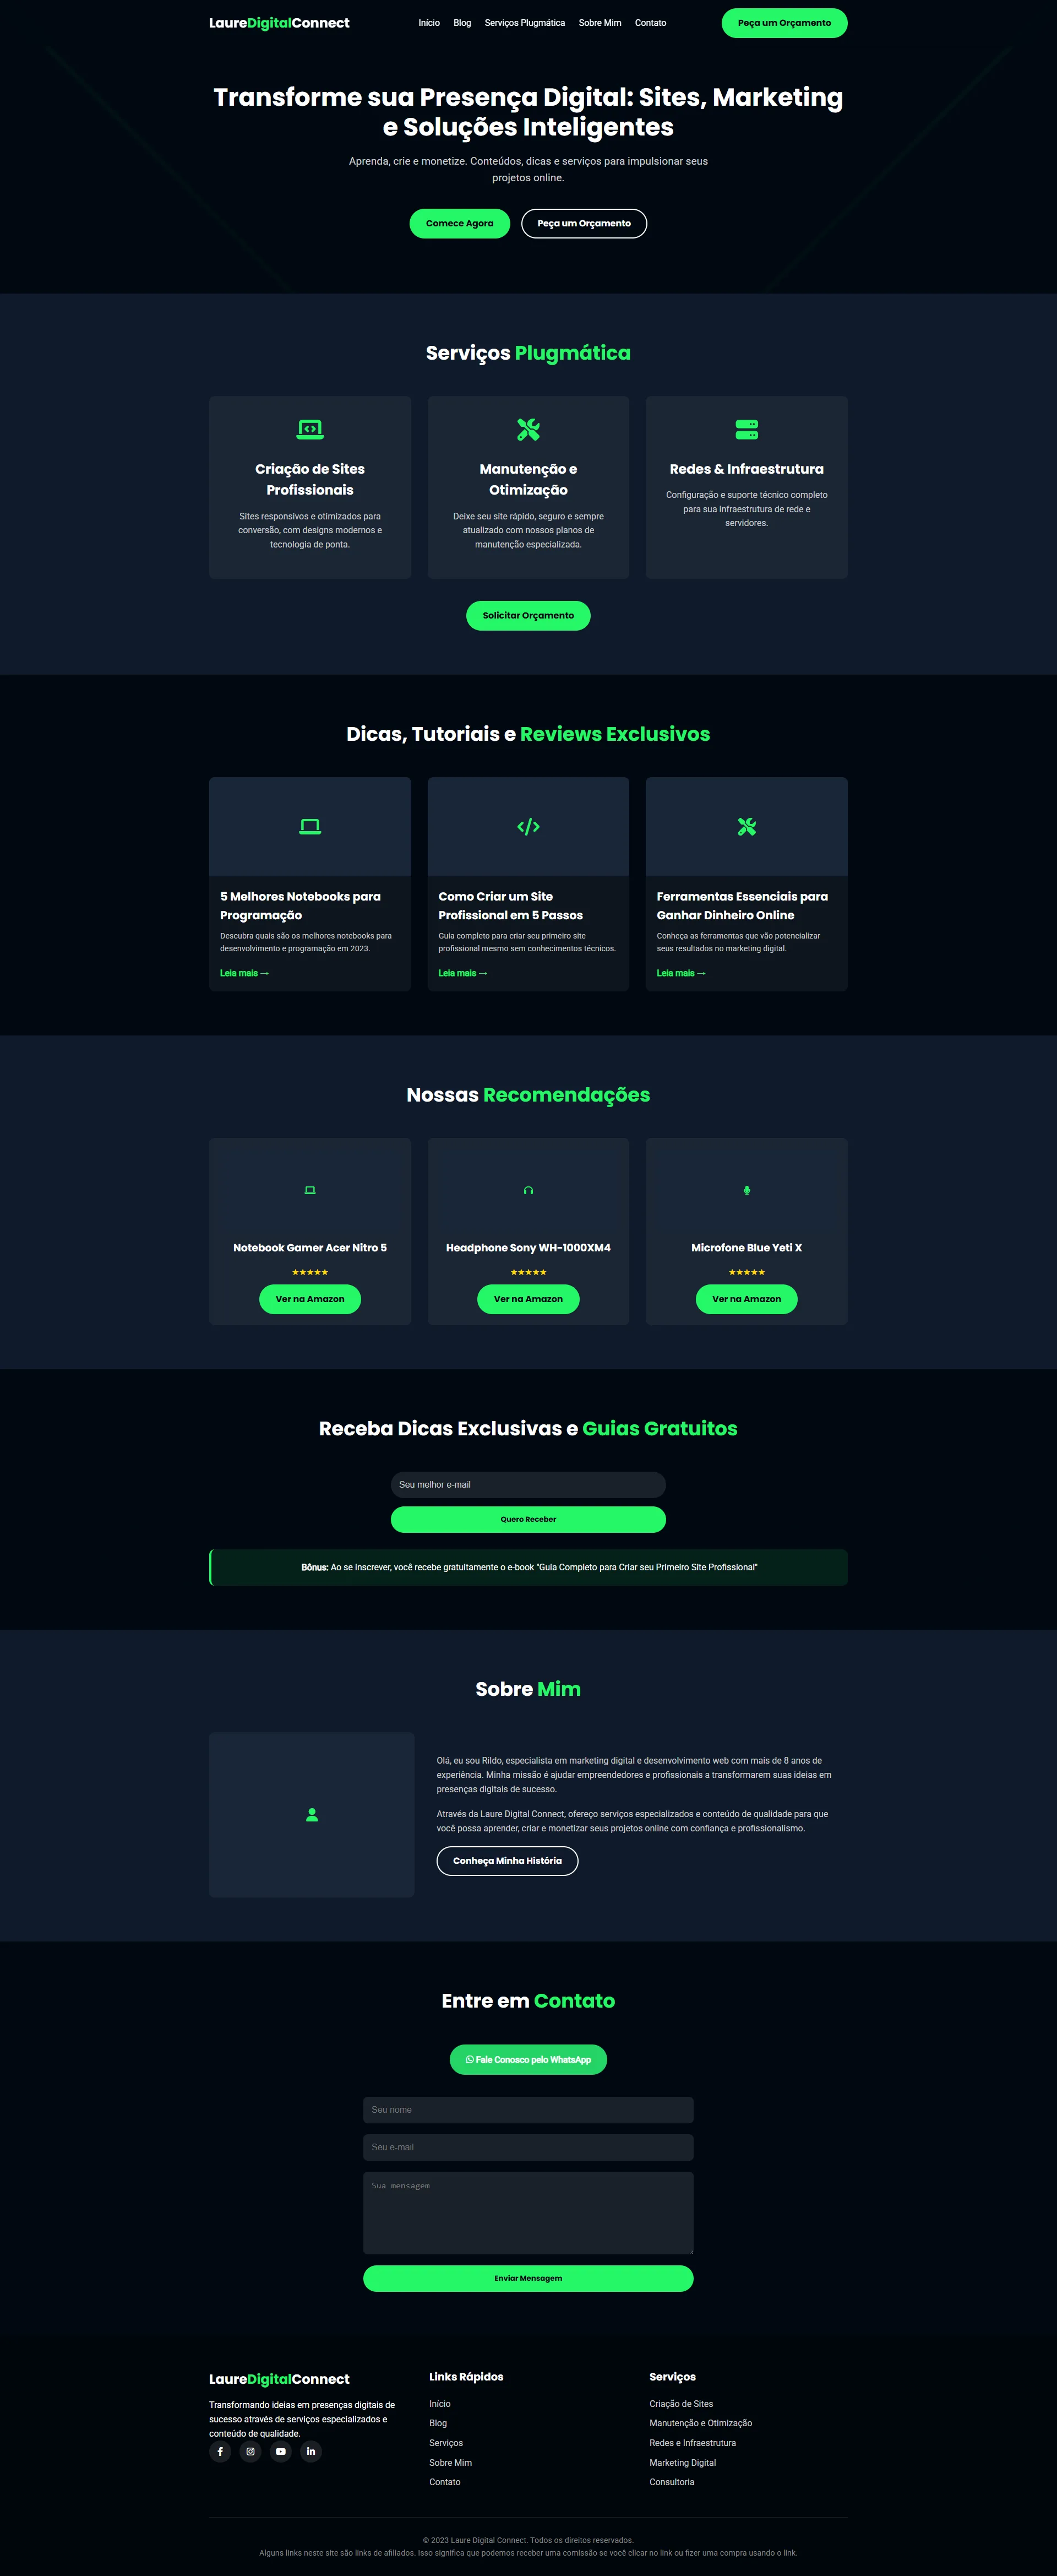 LaureDigitalConnect
Início
Blog
Serviços Plugmática
Sobre Mim
Contato
Peça um Orçamento
Transforme sua Presença Digital: Sites, Marketing
e Soluções Inteligentes
Aprenda, crie e monetize. Conteúdos, dicas e serviços para impulsionar seus
projetos online.
Comece Agora
Peça um Orçamento
Serviços Plugmática
Criação de Sites
Profissionais
Sites responsivos e otimizados para
conversão, com designs modernos e
tecnologia de ponta.
Manutenção e
Otimização
Deixe seu site rápido, seguro e sempre
atualizado com nossos planos de
manutenção especializada.
Redes & Infraestrutura
Configuração e suporte técnico completo
para sua infraestrutura de rede e
servidores.
Solicitar Orçamento
Dicas, Tutoriais e Reviews Exclusivos
5 Melhores Notebooks para
Programação
Descubra quais são os melhores notebooks para
desenvolvimento e programação em 2023.
Leia mais →
Como Criar um Site
Profissional em 5 Passos
Guia completo para criar seu primeiro site
profissional mesmo sem conhecimentos técnicos.
Leia mais →
Ferramentas Essenciais para
Ganhar Dinheiro Online
Conheça as ferramentas que vão potencializar
seus resultados no marketing digital.
Leia mais →
Nossas Recomendações
Notebook Gamer Acer Nitro 5
★★★★★
Ver na Amazon
Headphone Sony WH-1000XM4
★★★★★
Ver na Amazon
Microfone Blue Yeti X
★★★★★
Ver na Amazon
Receba Dicas Exclusivas e Guias Gratuitos
Seu melhor e-mail
Quero Receber
Bônus: Ao se inscrever, você recebe gratuitamente o e-book "Guia Completo para Criar seu Primeiro Site Profissional"
Sobre Mim
Olá, eu sou Rildo, especialista em marketing digital e desenvolvimento web com mais de 8 anos de
experiência. Minha missão é ajudar empreendedores e profissionais a transformarem suas ideias em
presenças digitais de sucesso.
Através da Laure Digital Connect, ofereço serviços especializados e conteúdo de qualidade para que
você possa aprender, criar e monetizar seus projetos online com confiança e profissionalismo.
Conheça Minha História
Entre em Contato
Fale Conosco pelo WhatsApp
Seu nome
Seu e-mail
Sua mensagem
Enviar Mensagem
LaureDigitalConnect
Transformando ideias em presenças digitais de
sucesso através de serviços especializados e
conteúdo de qualidade.
Links Rápidos
Início
Blog
Serviços
Sobre Mim
Contato
Serviços
Criação de Sites
Manutenção e Otimização
Redes e Infraestrutura
Marketing Digital
Consultoria
© 2023 Laure Digital Connect. Todos os direitos reservados.
Alguns links neste site são links de afiliados. Isso significa que podemos receber uma comissão se você clicar no link ou fizer uma compra usando o link.